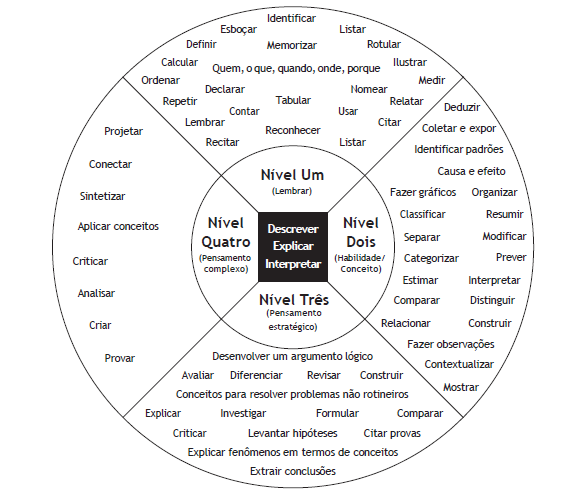 Identificar
Esboçar
Listar
Definir
Memorizar
Rotular
Calcular
Quem, o que, quando, onde, porque
Ilustrar
Ordenar
Declarar
Nomear
Medir
Repetir
Tabular
Relatar
Contar
Usar
Lembrar
Citar
Recitar
Reconhecer
Listar
Nível Um
(Lembrar)
Deduzir
Coletar e expor
Identificar padrões
Causa e efeito
Fazer gráficos Organizar
Classificar Resumir
Separar Modificar
Categorizar Prever
Estimar Interpretar
Comparar Distinguir
Relacionar Construir
Fazer observações
Contextualizar
Mostrar
Nível
Dois
(Habilidade/
Conceito)
Descrever
Explicar
Interpretar
Nível Três
(Pensamento
estratégico)
Desenvolver um argumento lógico
Avaliar Diferenciar Revisar Construir
Conceitos para resolver problemas não rotineiros
Explicar Investigar Formular Comparar
Criticar Levantar hipóteses Citar provas
Explicar fenômenos em termos de conceitos
Extrair conclusões
Nível
Quatro
(Pensamento
complexo)
Projetar
Conectar
Sintetizar
Aplicar conceitos
Criticar
Analisar
Criar
Provar